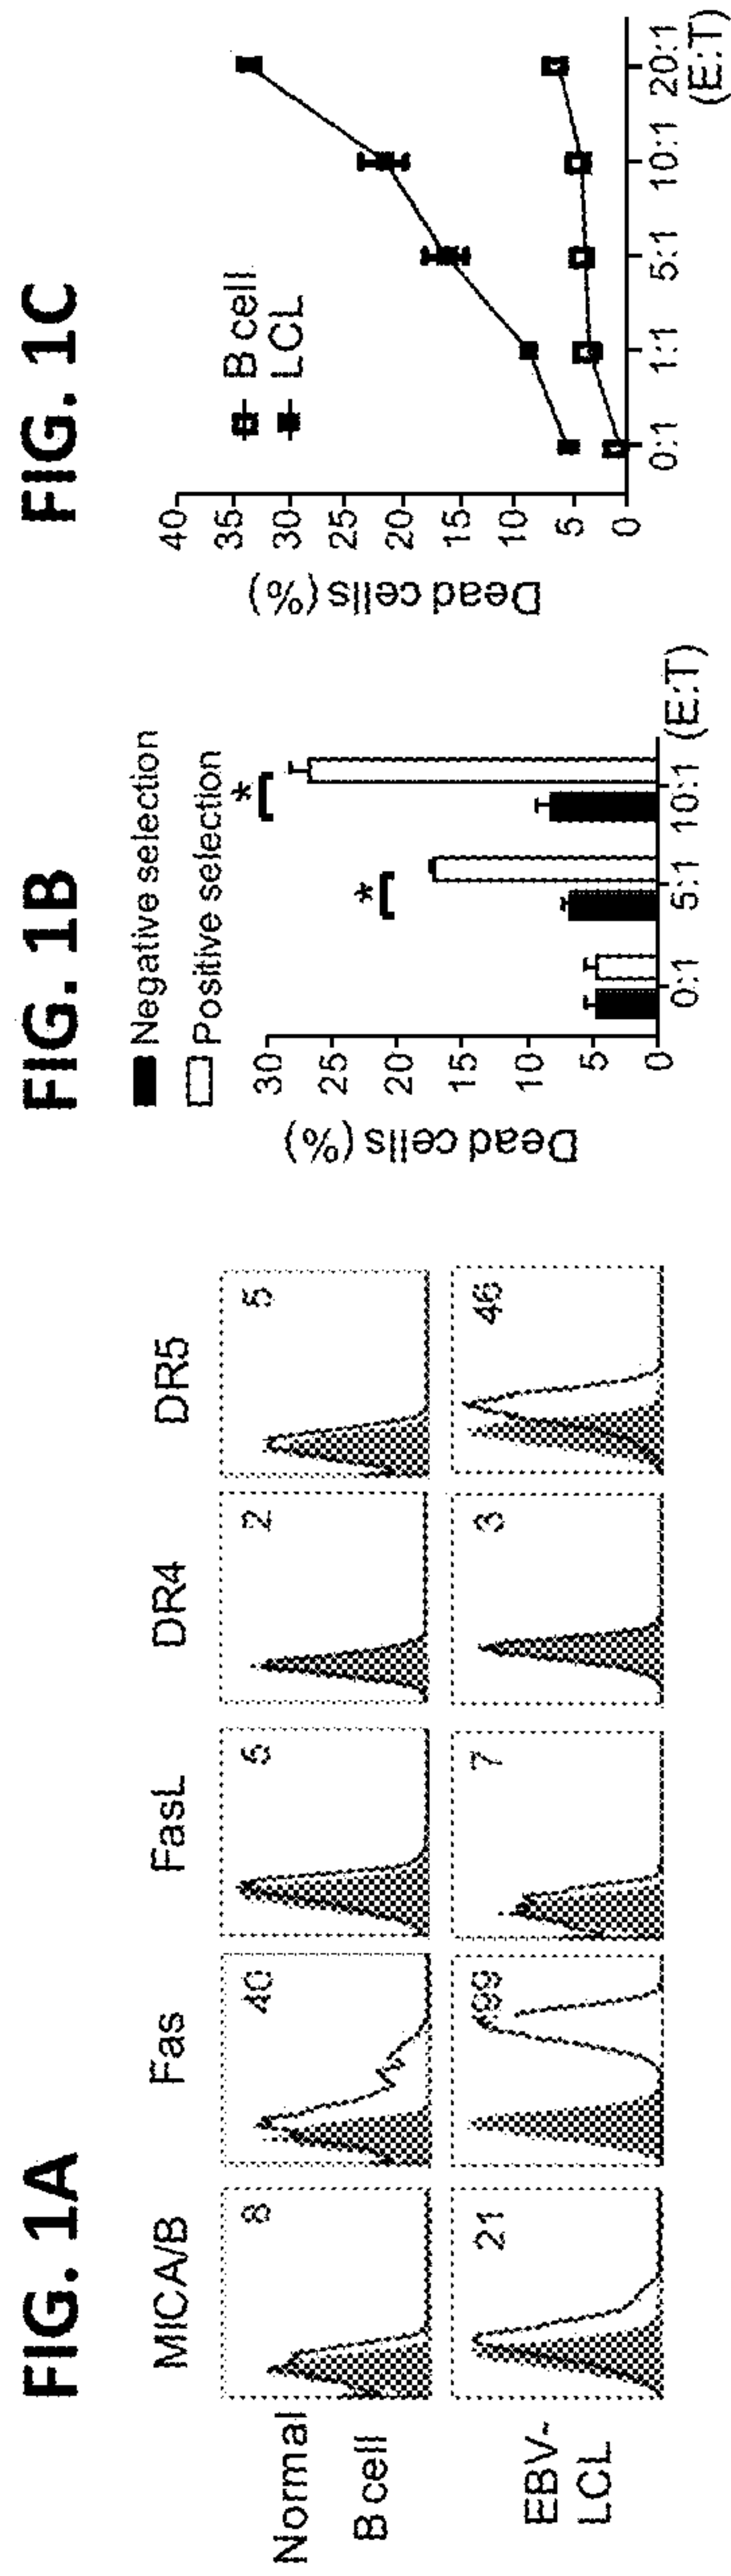 FIG. 1A
MICA/B Fas FasL DR4 DR5
Normal
B cell
8 40 5 2 5
EBV-
LCL
21 99 7 3 46
FIG. 1B
Negative selection
Positive selection
Dead cells (%)
30
25
20
15
10
5
0
* *
0:1 5:1 10:1 (E:T)
FIG. 1C
B cell
LCL
Dead cells (%)
40
35
30
25
20
15
10
5
0
0:1 1:1 5:1 10:1 20:1
(E:T)